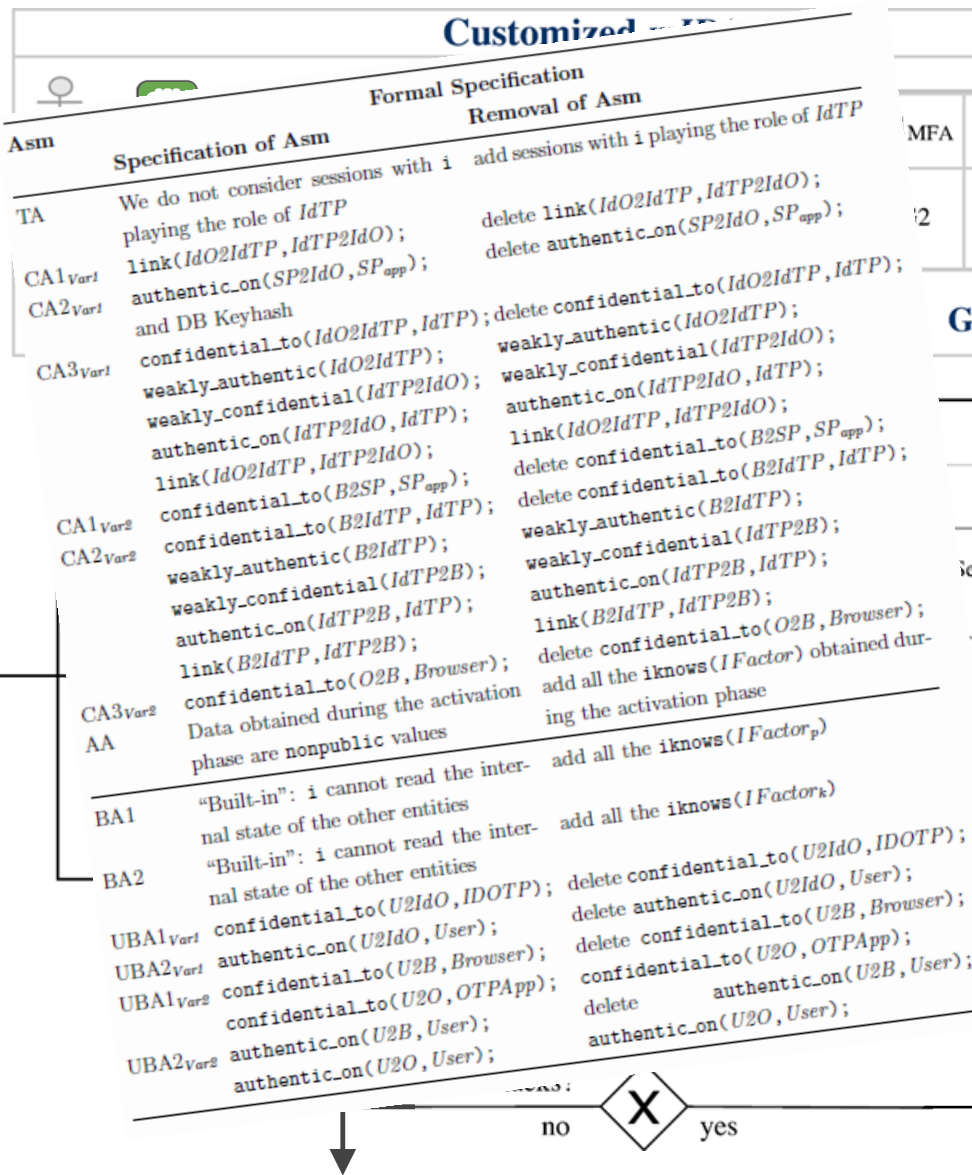 Customized
Formal Specification
Asm Specification of Asm Removal of Asm
TA We do not consider sessions with i add sessions with i playing the role of IdTP
playing the role of IdTP
CA1Var1 link(IdO2IdTP,IdTP2IdO); delete link(IdO2IdTP,IdTP2IdO);
CA2Var1 authentic_on(SP2IdO,SPapp); delete authentic_on(SP2IdO,SPapp);
and DB Keyhash
CA3Var1 confidential_to(IdO2IdTP,IdTP); delete confidential_to(IdO2IdTP,IdTP);
weakly_authentic(IdO2IdTP); weakly_authentic(IdO2IdTP);
weakly_confidential(IdTP2IdO); weakly_confidential(IdTP2IdO);
authentic_on(IdTP2IdO,IdTP); authentic_on(IdTP2IdO,IdTP);
link(IdO2IdTP,IdTP2IdO); link(IdO2IdTP,IdTP2IdO);
CA1Var2 confidential_to(B2SP,SPapp); delete confidential_to(B2SP,SPapp);
CA2Var2 confidential_to(B2IdTP,IdTP); delete confidential_to(B2IdTP,IdTP);
weakly_authentic(B2IdTP); weakly_authentic(B2IdTP);
weakly_confidential(IdTP2B); weakly_confidential(IdTP2B);
authentic_on(IdTP2B,IdTP); authentic_on(IdTP2B,IdTP);
link(B2IdTP,IdTP2B); link(B2IdTP,IdTP2B);
CA3Var2 confidential_to(O2B,Browser); delete confidential_to(O2B,Browser);
AA Data obtained during the activation add all the iknows(IFactor) obtained dur-
phase are nonpublic values ing the activation phase
BA1 “Built-in”: i cannot read the inter- add all the iknows(IFactorp)
nal state of the other entities
BA2 “Built-in”: i cannot read the inter- add all the iknows(IFactork)
nal state of the other entities
UBA1Var1 confidential_to(U2IdO,IDOTP); delete confidential_to(U2IdO,IDOTP);
UBA2Var1 authentic_on(U2IdO,User); delete authentic_on(U2IdO,User);
UBA1Var2 confidential_to(U2B,Browser); delete confidential_to(U2B,Browser);
confidential_to(U2O,OTPApp); confidential_to(U2O,OTPApp);
UBA2Var2 authentic_on(U2B,User); delete authentic_on(U2B,User);
authentic_on(U2O,User); authentic_on(U2O,User);
MFA
G
X
no yes